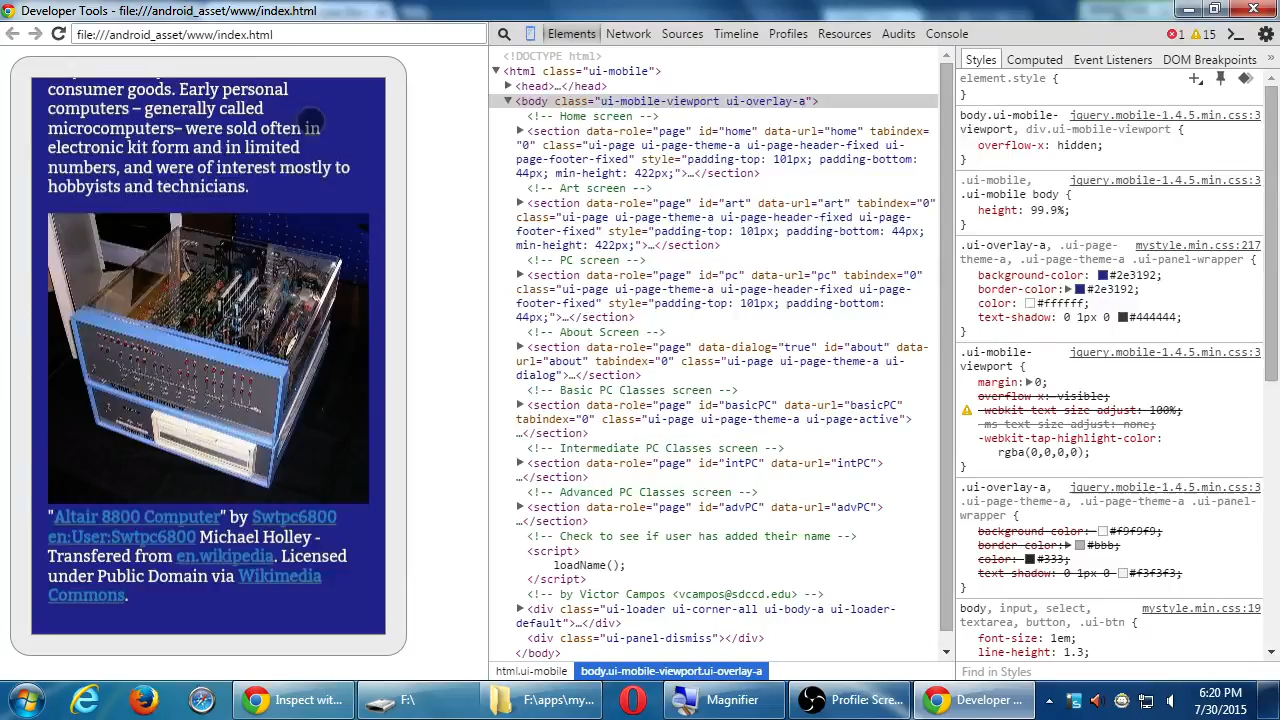 Developer Tools - file:///android_asset/www/index.html
file:///android_asset/www/index.html
Elements Network Sources Timeline Profiles Resources Audits Console
1 15
consumer goods. Early personal
computers – generally called
microcomputers– were sold often in
electronic kit form and in limited
numbers, and were of interest mostly to
hobbyists and technicians.
"Altair 8800 Computer" by Swtpc6800
en:User:Swtpc6800 Michael Holley -
Transfered from en.wikipedia. Licensed
under Public Domain via Wikimedia
Commons.
<!DOCTYPE html>
<html class="ui-mobile">
<head>…</head>
<body class="ui-mobile-viewport ui-overlay-a">
<!-- Home screen -->
<section data-role="page" id="home" data-url="home" tabindex=
"0" class="ui-page ui-page-theme-a ui-page-header-fixed ui-
page-footer-fixed" style="padding-top: 101px; padding-bottom:
44px; min-height: 422px;">…</section>
<!-- Art screen -->
<section data-role="page" id="art" data-url="art" tabindex="0"
class="ui-page ui-page-theme-a ui-page-header-fixed ui-page-
footer-fixed" style="padding-top: 101px; padding-bottom: 44px;
min-height: 422px;">…</section>
<!-- PC screen -->
<section data-role="page" id="pc" data-url="pc" tabindex="0"
class="ui-page ui-page-theme-a ui-page-header-fixed ui-page-
footer-fixed" style="padding-top: 101px; padding-bottom:
44px;">…</section>
<!-- About Screen -->
<section data-role="page" data-dialog="true" id="about" data-
url="about" tabindex="0" class="ui-page ui-page-theme-a ui-
dialog">…</section>
<!-- Basic PC Classes screen -->
<section data-role="page" id="basicPC" data-url="basicPC"
tabindex="0" class="ui-page ui-page-theme-a ui-page-active">
…</section>
<!-- Intermediate PC Classes screen -->
<section data-role="page" id="intPC" data-url="intPC">
…</section>
<!-- Advanced PC Classes screen -->
<section data-role="page" id="advPC" data-url="advPC">
…</section>
<!-- Check to see if user has added their name -->
<script>
loadName();
</script>
<!-- by Victor Campos <vcampos@sdccd.edu> -->
<div class="ui-loader ui-corner-all ui-body-a ui-loader-
default">…</div>
<div class="ui-panel-dismiss"></div>
</body>
html.ui-mobile body.ui-mobile-viewport.ui-overlay-a
Styles Computed Event Listeners DOM Breakpoints
element.style {
}
body.ui-mobile- jquery.mobile-1.4.5.min.css:3
viewport, div.ui-mobile-viewport {
overflow-x: hidden;
}
.ui-mobile, jquery.mobile-1.4.5.min.css:3
.ui-mobile body {
height: 99.9%;
}
.ui-overlay-a, .ui-page- mystyle.min.css:217
theme-a, .ui-page-theme-a .ui-panel-wrapper {
background-color: #2e3192;
border-color: #2e3192;
color: #ffffff;
text-shadow: 0 1px 0 #444444;
}
.ui-mobile- jquery.mobile-1.4.5.min.css:3
viewport {
margin: 0;
overflow-x: visible;
-webkit-text-size-adjust: 100%;
-ms-text-size-adjust: none;
-webkit-tap-highlight-color:
rgba(0,0,0,0);
}
.ui-overlay-a, jquery.mobile-1.4.5.min.css:3
.ui-page-theme-a, .ui-page-theme-a .ui-panel-
wrapper {
background-color: #f9f9f9;
border-color: #bbb;
color: #333;
text-shadow: 0 1px 0 #f3f3f3;
}
body, input, select, mystyle.min.css:19
textarea, button, .ui-btn {
font-size: 1em;
line-height: 1.3;
Find in Styles
Inspect wit... F:\ F:\apps\my... Magnifier Profile: Scre... Developer ...
6:20 PM
7/30/2015